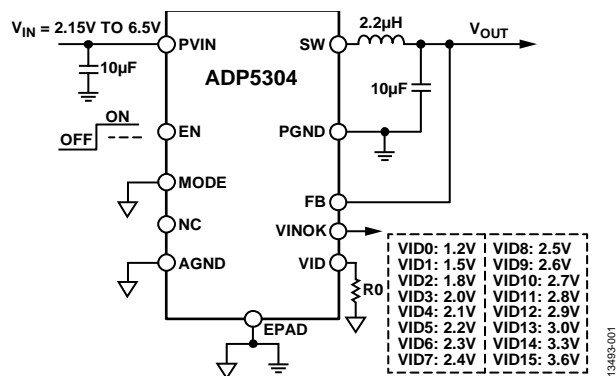 VIN = 2.15V TO 6.5V
PVIN
10µF
ADP5304
SW
2.2µH
VOUT
10µF
ON
OFF
EN
PGND
MODE
FB
NC
VINOK
AGND
VID
R0
EPAD
VID0: 1.2V VID8: 2.5V
VID1: 1.5V VID9: 2.6V
VID2: 1.8V VID10: 2.7V
VID3: 2.0V VID11: 2.8V
VID4: 2.1V VID12: 2.9V
VID5: 2.2V VID13: 3.0V
VID6: 2.3V VID14: 3.3V
VID7: 2.4V VID15: 3.6V
13493-001